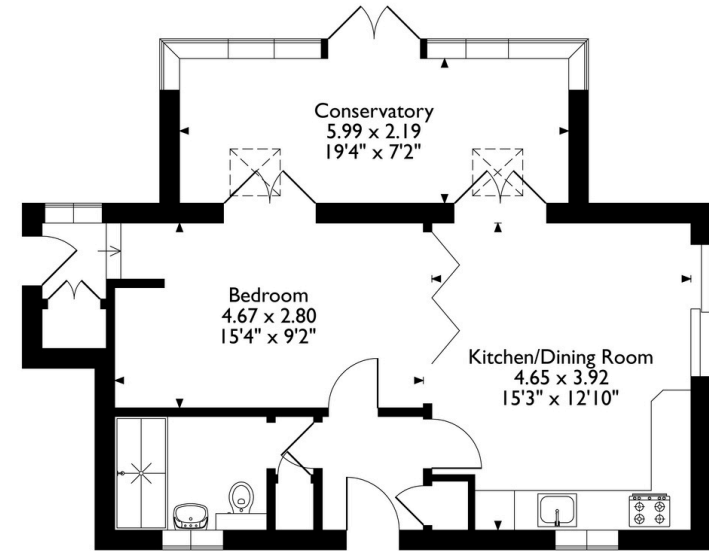 Conservatory
5.99 x 2.19
19'4" x 7'2"
Bedroom
4.67 x 2.80
15'4" x 9'2"
Kitchen/Dining Room
4.65 x 3.92
15'3" x 12'10"